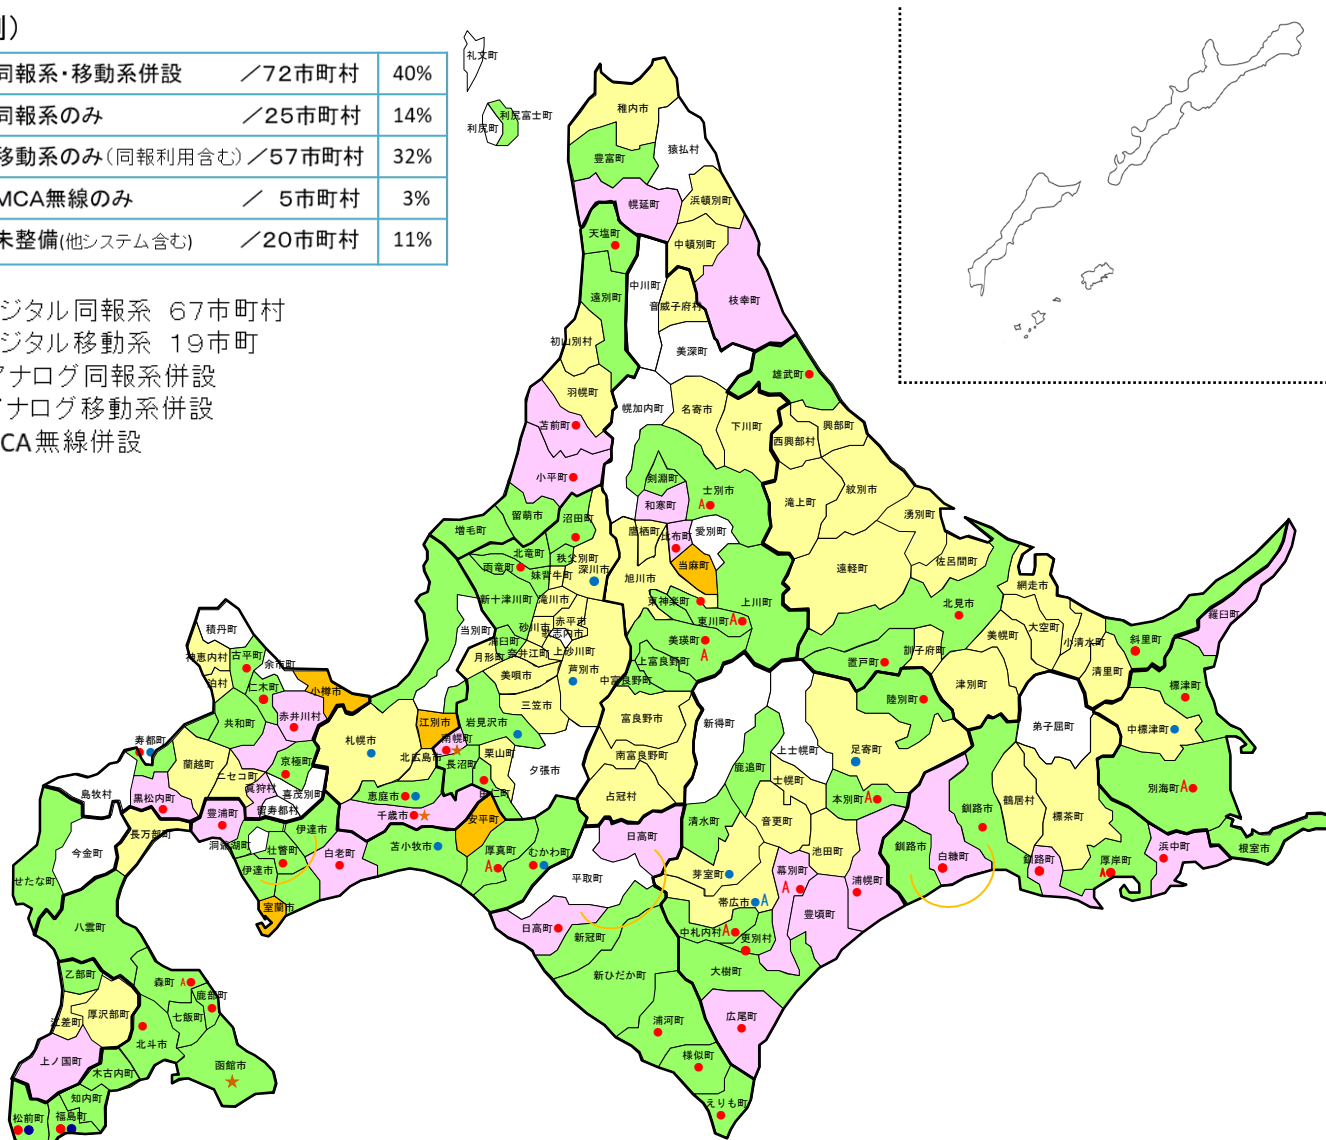 別）
同報系・移動系併設 ／72市町村 40%
同報系のみ ／25市町村 14%
移動系のみ（同報利用含む）／57市町村 32%
MCA無線のみ ／ 5市町村 3%
未整備(他システム含む) ／20市町村 11%
ジタル同報系 67市町村
ジタル移動系 19市町
アナログ同報系併設
アナログ移動系併設
CA無線併設
礼文町
利尻富士町
利尻町
稚内市
猿払村
豊富町
幌延町
浜頓別町
天塩町
中頓別町
中川町
遠別町
音威子府村
枝幸町
初山別村
美深町
雄武町
羽幌町
幌加内町
名寄市
下川町
苫前町
西興部村
興部町
小平町
剣淵町
士別市
A
紋別市
滝上町
和寒町
湧別町
留萌市
沼田町
増毛町
鷹栖町
比布町
愛別町
北竜町
秩父別町
雨竜町
妹背牛町
深川市
旭川市
当麻町
遠軽町
佐呂間町
網走市
新十津川町
滝川市
東神楽町
上川町
北見市
羅臼町
積丹町
当別町
砂川市
赤平市
歌志内市
東川町
A
大空町
美幌町
小清水町
斜里町
浦臼町
奈井江町
上砂川町
美瑛町
A
訓子府町
神恵内村
古平町
余市町
月形町
美唄市
芦別市
上富良野町
置戸町
津別町
清里町
泊村
仁木町
小樽市
中富良野町
陸別町
標津町
共和町
赤井川村
江別市
岩見沢市
三笠市
富良野市
新得町
弟子屈町
中標津町
寿都町
札幌市
南幌町
栗山町
上士幌町
足寄町
蘭越町
ニセコ町
京極町
北広島市
長沼町
夕張市
南富良野町
鹿追町
士幌町
島牧村
黒松内町
真狩村
喜茂別町
恵庭市
由仁町
占冠村
本別町
A
鶴居村
別海町
A
留寿都村
豊浦町
千歳市
安平町
釧路市
標茶町
長万部町
伊達市
清水町
音更町
今金町
洞爺湖町
壮瞥町
白老町
苫小牧市
厚真町
A
むかわ町
日高町
池田町
釧路市
白糠町
釧路町
厚岸町
A
浜中町
根室市
せたな町
伊達市
平取町
芽室町
幕別町
A
浦幌町
室蘭市
帯広市
A
豊頃町
八雲町
日高町
新冠町
中札内村
A
更別村
新ひだか町
大樹町
乙部町
森町
A
鹿部町
厚沢部町
江差町
七飯町
浦河町
広尾町
北斗市
上ノ国町
様似町
函館市
木古内町
知内町
えりも町
松前町
福島町